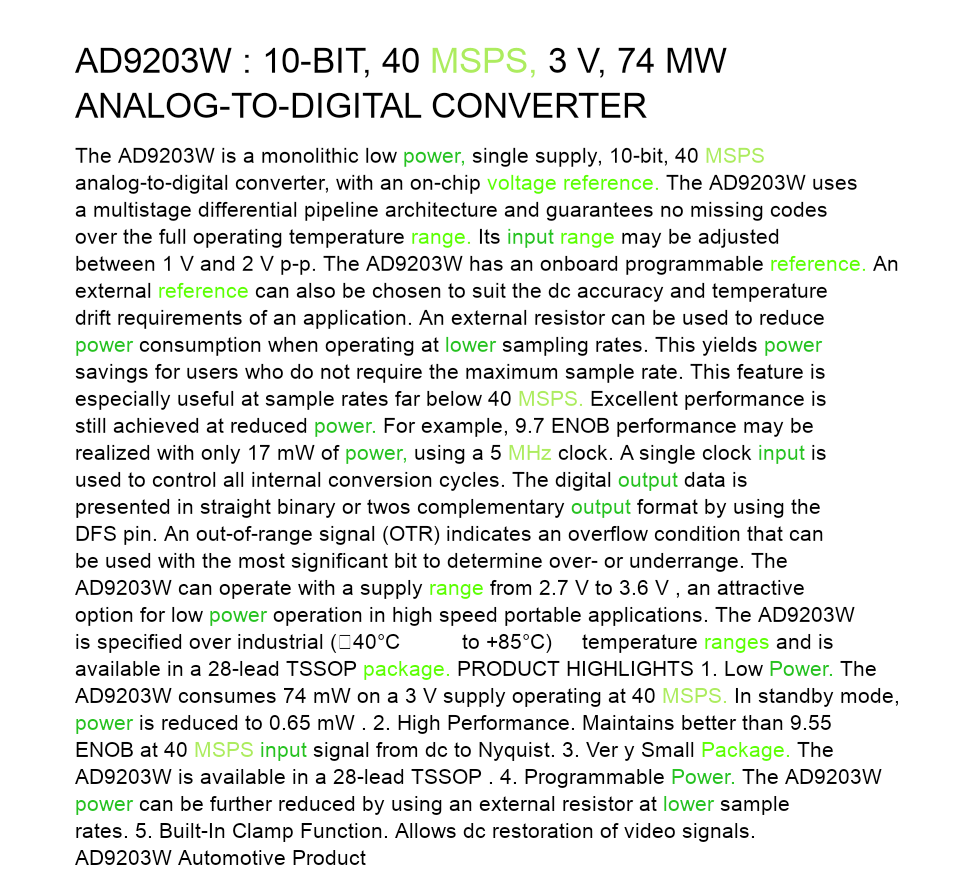 AD9203W : 10-BIT, 40 MSPS, 3 V, 74 MW
ANALOG-TO-DIGITAL CONVERTER
The AD9203W is a monolithic low power, single supply, 10-bit, 40 MSPS
analog-to-digital converter, with an on-chip voltage reference. The AD9203W uses
a multistage differential pipeline architecture and guarantees no missing codes
over the full operating temperature range. Its input range may be adjusted
between 1 V and 2 V p-p. The AD9203W has an onboard programmable reference. An
external reference can also be chosen to suit the dc accuracy and temperature
drift requirements of an application. An external resistor can be used to reduce
power consumption when operating at lower sampling rates. This yields power
savings for users who do not require the maximum sample rate. This feature is
especially useful at sample rates far below 40 MSPS. Excellent performance is
still achieved at reduced power. For example, 9.7 ENOB performance may be
realized with only 17 mW of power, using a 5 MHz clock. A single clock input is
used to control all internal conversion cycles. The digital output data is
presented in straight binary or twos complementary output format by using the
DFS pin. An out-of-range signal (OTR) indicates an overflow condition that can
be used with the most significant bit to determine over- or underrange. The
AD9203W can operate with a supply range from 2.7 V to 3.6 V , an attractive
option for low power operation in high speed portable applications. The AD9203W
is specified over industrial (□40°C to +85°C) temperature ranges and is
available in a 28-lead TSSOP package. PRODUCT HIGHLIGHTS 1. Low Power. The
AD9203W consumes 74 mW on a 3 V supply operating at 40 MSPS. In standby mode,
power is reduced to 0.65 mW . 2. High Performance. Maintains better than 9.55
ENOB at 40 MSPS input signal from dc to Nyquist. 3. Ver y Small Package. The
AD9203W is available in a 28-lead TSSOP . 4. Programmable Power. The AD9203W
power can be further reduced by using an external resistor at lower sample
rates. 5. Built-In Clamp Function. Allows dc restoration of video signals.
AD9203W Automotive Product